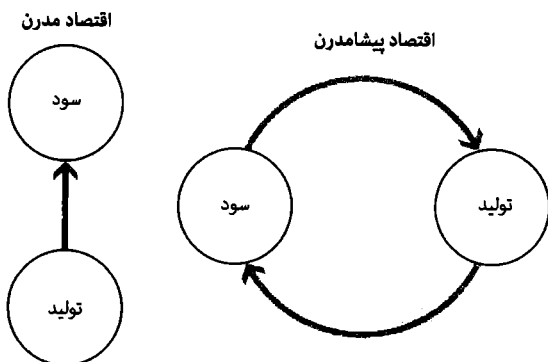 اقتصاد پیشامدرن
سود
تولید
اقتصاد مدرن
سود
تولید